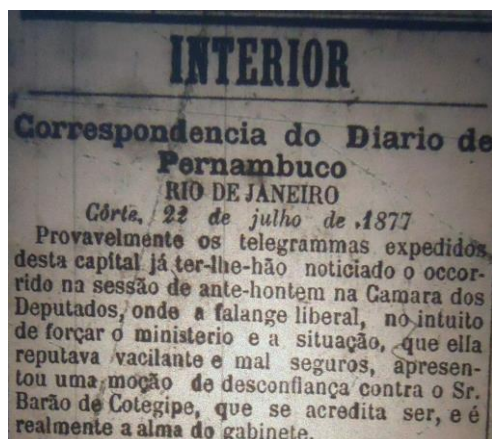 INTERIOR
Correspondencia do Diario de
Pernambuco
RIO DE JANEIRO
Côrte, 22 de julho de 1877
Provavelmente os telegrammas expedidos
desta capital já ter-lhe-hão noticiado o occor-
rido na sessão de ante-hontem na Camara dos
Deputados, onde a falange liberal, no intuito
de forçar o ministerio e a situação, que ella
reputava vacilante e mal seguros, apresen-
tou uma moção de desconfiança contra o Sr.
Barão de Cotegipe, que se acredita ser, e é
realmente a alma do gabinete.